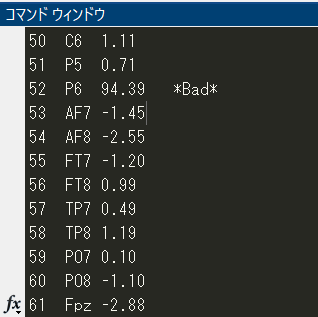 コマンド ウィンドウ
50 C6 1.11
51 P5 0.71
52 P6 94.39 *Bad*
53 AF7 -1.45
54 AF8 -2.55
55 FT7 -1.20
56 FT8 0.99
57 TP7 0.49
58 TP8 1.19
59 PO7 0.10
60 PO8 -1.10
fx 61 Fpz -2.88